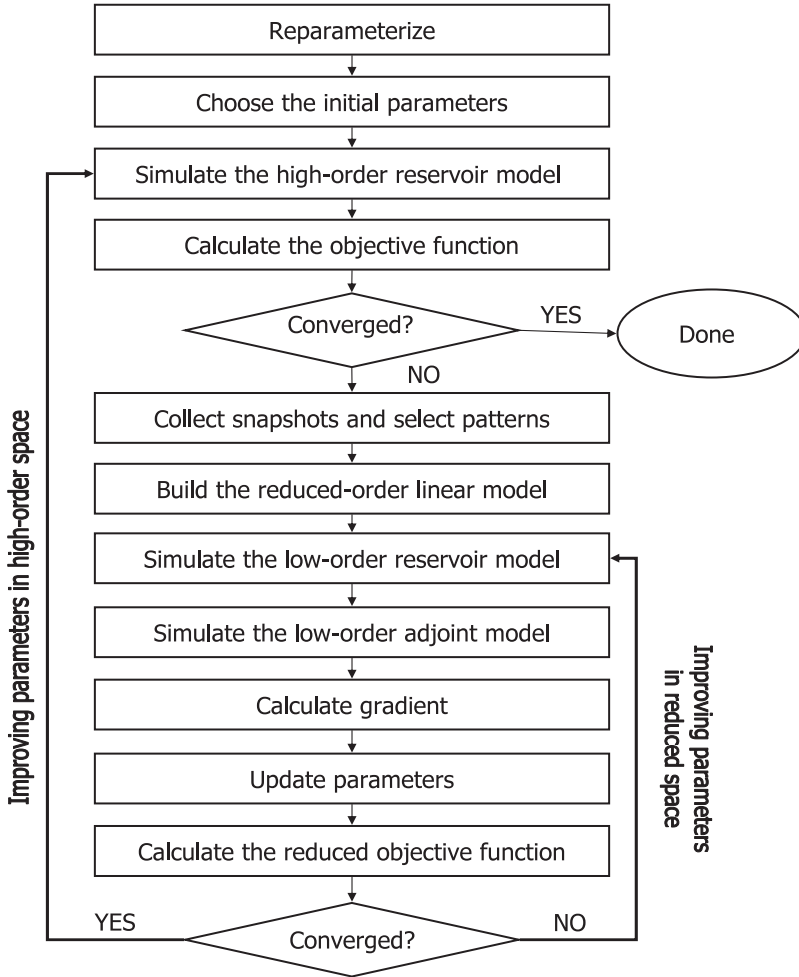 Reparameterize
Choose the initial parameters
Simulate the high-order reservoir model
Calculate the objective function
Converged?
YES
Done
NO
Collect snapshots and select patterns
Build the reduced-order linear model
Simulate the low-order reservoir model
Simulate the low-order adjoint model
Calculate gradient
Update parameters
Calculate the reduced objective function
Converged?
YES
NO
Improving parameters in high-order space
Improving parameters
in reduced space